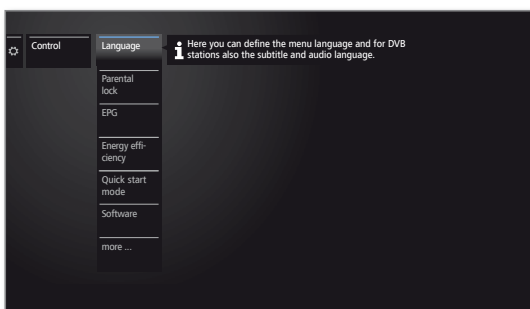 Control
Language
Here you can define the menu language and for DVB
stations also the subtitle and audio language.
Parental
lock
EPG
Energy effi-
ciency
Quick start
mode
Software
more ...